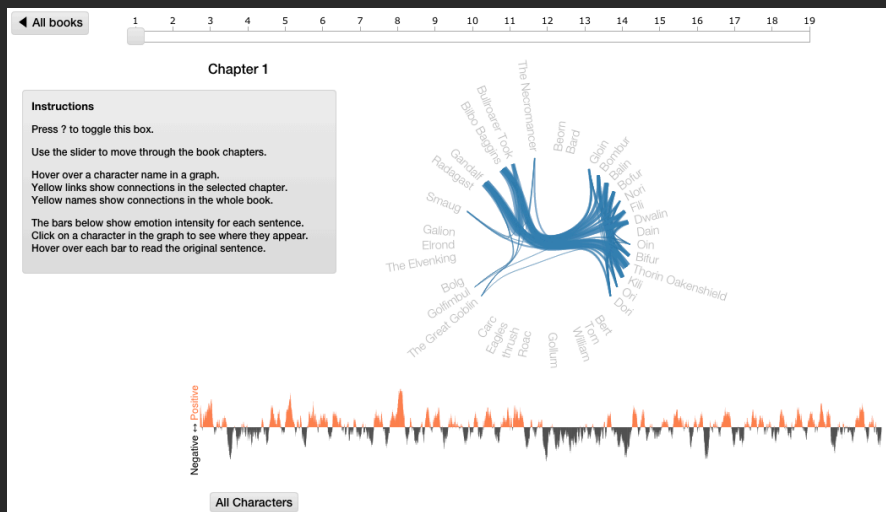 ◀ All books
1 2 3 4 5 6 7 8 9 10 11 12 13 14 15 16 17 18 19
Chapter 1
Instructions
Press ? to toggle this box.
Use the slider to move through the book chapters.
Hover over a character name in a graph.
Yellow links show connections in the selected chapter.
Yellow names show connections in the whole book.
The bars below show emotion intensity for each sentence.
Click on a character in the graph to see where they appear.
Hover over each bar to read the original sentence.
The Necromancer
Beorn
Bard
Gloin
Bombur
Balin
Bofur
Nori
Fili
Dwalin
Dain
Oin
Bifur
Thorin Oakenshield
Kili
Ori
Dori
Bert
Tom
William
Gollum
Roac
thrush
Eagles
Carc
The Great Goblin
Golfimbul
Bolg
The Elvenking
Elrond
Galion
Smaug
Radagast
Gandalf
Bilbo Baggins
Bullroarer Took
Negative ↔ Positive
All Characters